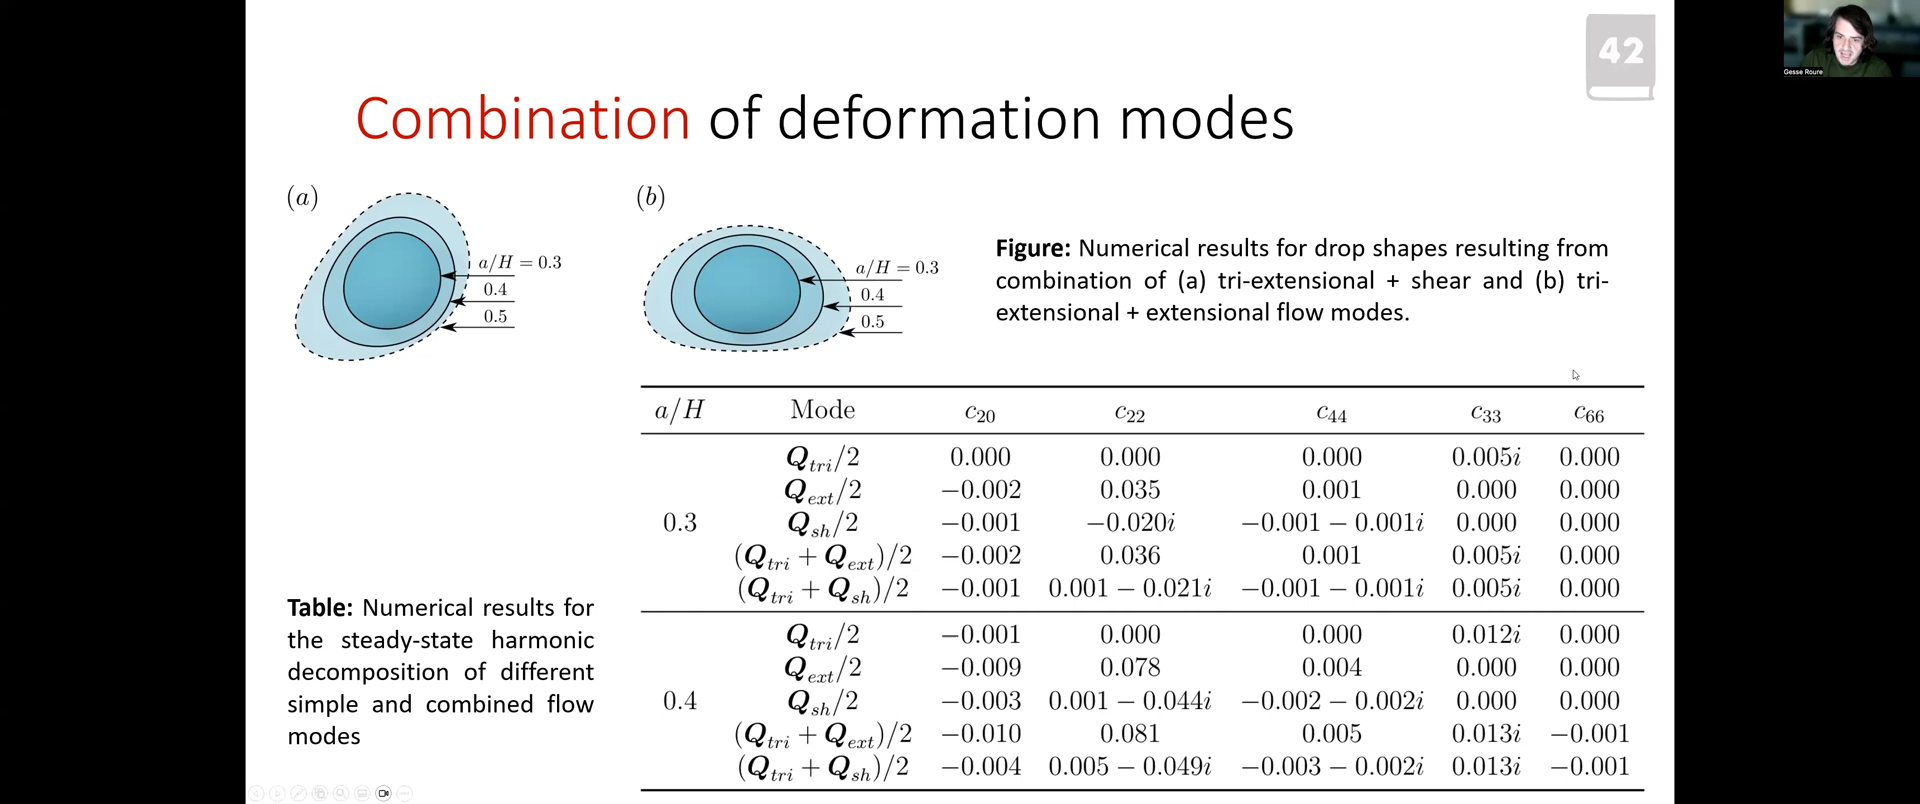 42
Gesse Roure
Combination of deformation modes
(a)
a/H = 0.3
0.4
0.5
(b)
a/H = 0.3
0.4
0.5
Figure: Numerical results for drop shapes resulting from
combination of (a) tri-extensional + shear and (b) tri-
extensional + extensional flow modes.
a/H Mode c₂₀ c₂₂ c₄₄ c₃₃ c₆₆
Q_tri/2 0.000 0.000 0.000 0.005i 0.000
Q_ext/2 −0.002 0.035 0.001 0.000 0.000
0.3 Q_sh/2 −0.001 −0.020i −0.001 − 0.001i 0.000 0.000
(Q_tri + Q_ext)/2 −0.002 0.036 0.001 0.005i 0.000
(Q_tri + Q_sh)/2 −0.001 0.001 − 0.021i −0.001 − 0.001i 0.005i 0.000
Q_tri/2 −0.001 0.000 0.000 0.012i 0.000
Q_ext/2 −0.009 0.078 0.004 0.000 0.000
0.4 Q_sh/2 −0.003 0.001 − 0.044i −0.002 − 0.002i 0.000 0.000
(Q_tri + Q_ext)/2 −0.010 0.081 0.005 0.013i −0.001
(Q_tri + Q_sh)/2 −0.004 0.005 − 0.049i −0.003 − 0.002i 0.013i −0.001
Table: Numerical results for
the steady-state harmonic
decomposition of different
simple and combined flow
modes